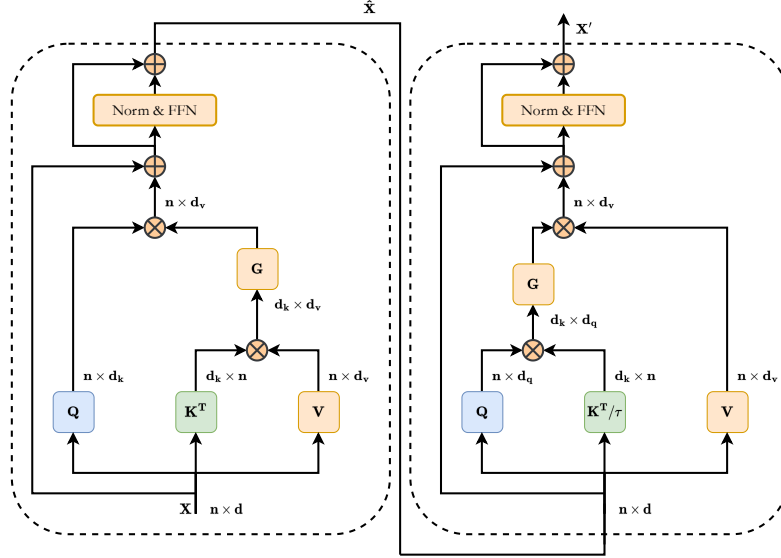 X̂
X′
Norm & FFN
Norm & FFN
n × d_v
n × d_v
G
G
d_k × d_v
d_k × d_q
n × d_k
d_k × n
n × d_v
n × d_q
d_k × n
n × d_v
Q
K^T
V
Q
K^T/τ
V
X
n × d
n × d